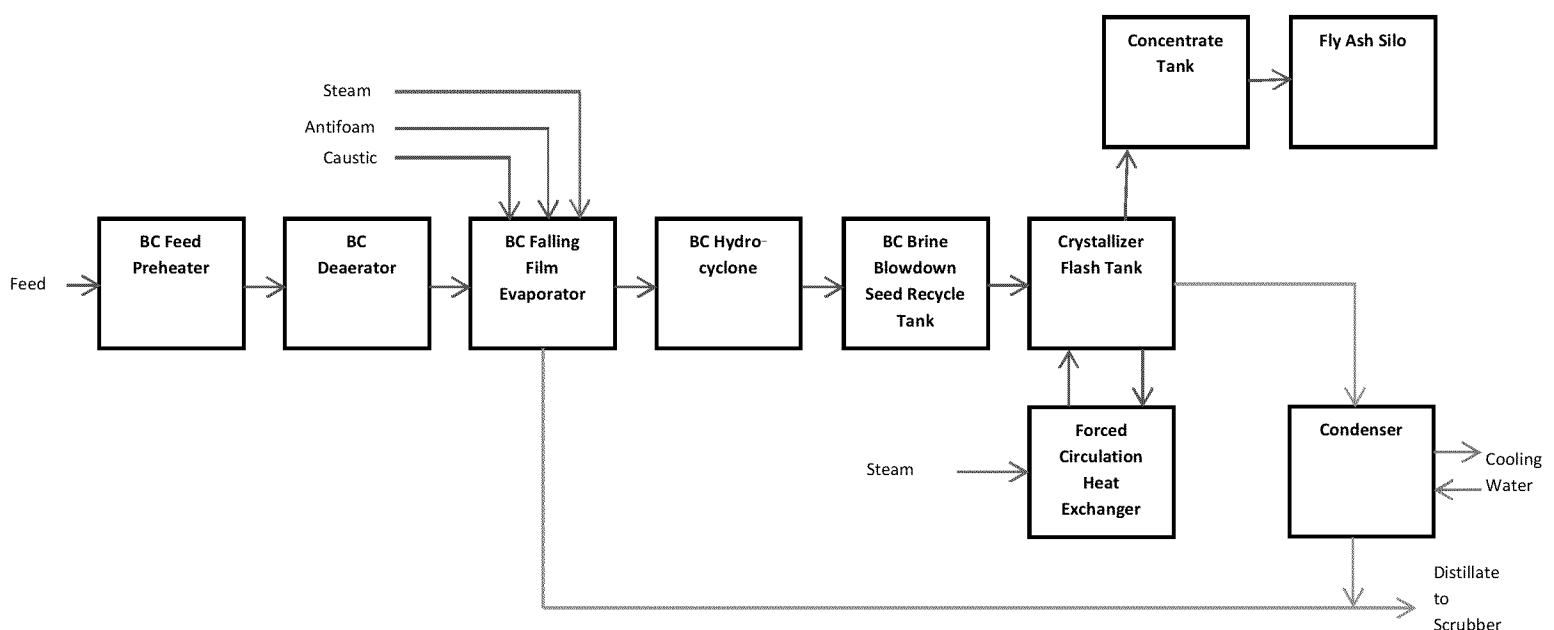 Concentrate
Tank
Fly Ash Silo
Steam
Antifoam
Caustic
Feed
BC Feed
Preheater
BC
Deaerator
BC Falling
Film
Evaporator
BC Hydro-
cyclone
BC Brine
Blowdown
Seed Recycle
Tank
Crystallizer
Flash Tank
Steam
Forced
Circulation
Heat
Exchanger
Condenser
Cooling
Water
Distillate
to
Scrubber